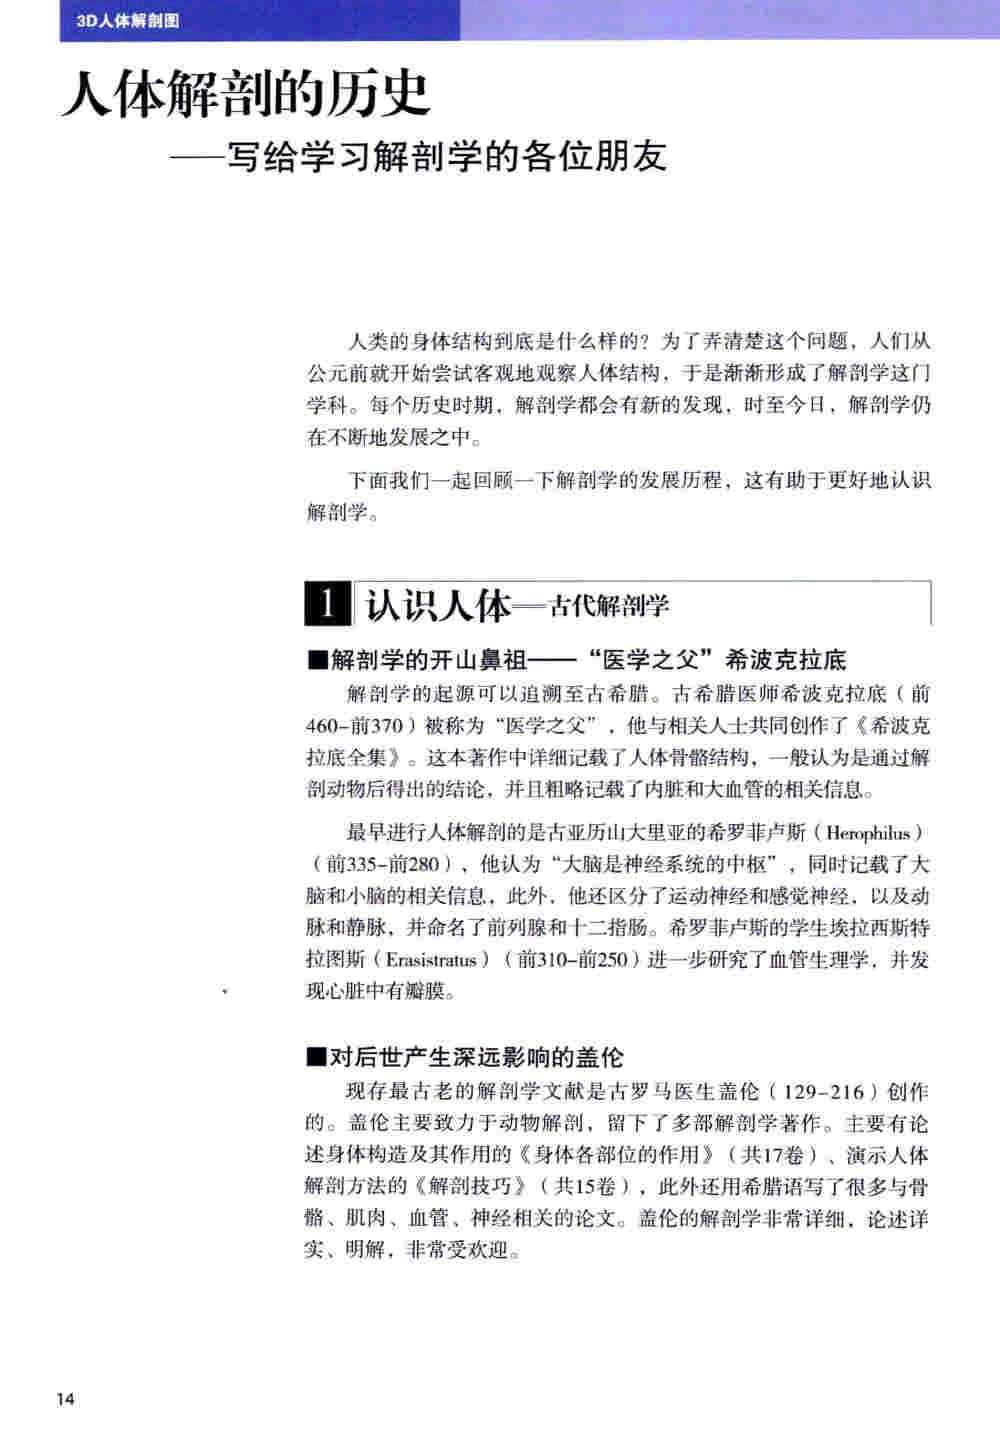 3D人体解剖图
人体解剖的历史
——写给学习解剖学的各位朋友
人类的身体结构到底是什么样的？为了弄清楚这个问题，人们从
公元前就开始尝试客观地观察人体结构，于是渐渐形成了解剖学这门
学科。每个历史时期，解剖学都会有新的发现，时至今日，解剖学仍
在不断地发展之中。
下面我们一起回顾一下解剖学的发展历程，这有助于更好地认识
解剖学。
1 认识人体——古代解剖学
■解剖学的开山鼻祖——“医学之父”希波克拉底
解剖学的起源可以追溯至古希腊。古希腊医师希波克拉底（前
460–前370）被称为“医学之父”，他与相关人士共同创作了《希波克
拉底全集》。这本著作中详细记载了人体骨骼结构，一般认为是通过解
剖动物后得出的结论，并且粗略记载了内脏和大血管的相关信息。
最早进行人体解剖的是古亚历山大里亚的希罗菲卢斯（Herophilus）
（前335–前280），他认为“大脑是神经系统的中枢”，同时记载了大
脑和小脑的相关信息，此外，他还区分了运动神经和感觉神经，以及动
脉和静脉，并命名了前列腺和十二指肠。希罗菲卢斯的学生埃拉西斯特
拉图斯（Erasistratus）（前310–前250）进一步研究了血管生理学，并发
现心脏中有瓣膜。
■对后世产生深远影响的盖伦
现存最古老的解剖学文献是古罗马医生盖伦（129–216）创作
的。盖伦主要致力于动物解剖，留下了多部解剖学著作。主要有论
述身体构造及其作用的《身体各部位的作用》（共17卷）、演示人体
解剖方法的《解剖技巧》（共15卷），此外还用希腊语写了很多与骨
骼、肌肉、血管、神经相关的论文。盖伦的解剖学非常详细，论述详
实、明解，非常受欢迎。
14